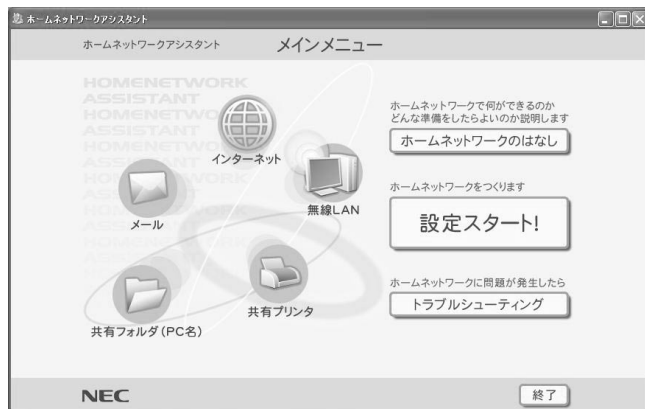 ホームネットワークアシスタント
ホームネットワークアシスタント
メインメニュー
HOMENETWORK
ASSISTANT
HOMENETWO
ASSISTANT
インターネット
無線LAN
メール
共有プリンタ
共有フォルダ(PC名)
ホームネットワークで何ができるのか
どんな準備をしたらよいのか説明します
ホームネットワークのはなし
ホームネットワークをつくります
設定スタート!
ホームネットワークに問題が発生したら
トラブルシューティング
NEC
終了